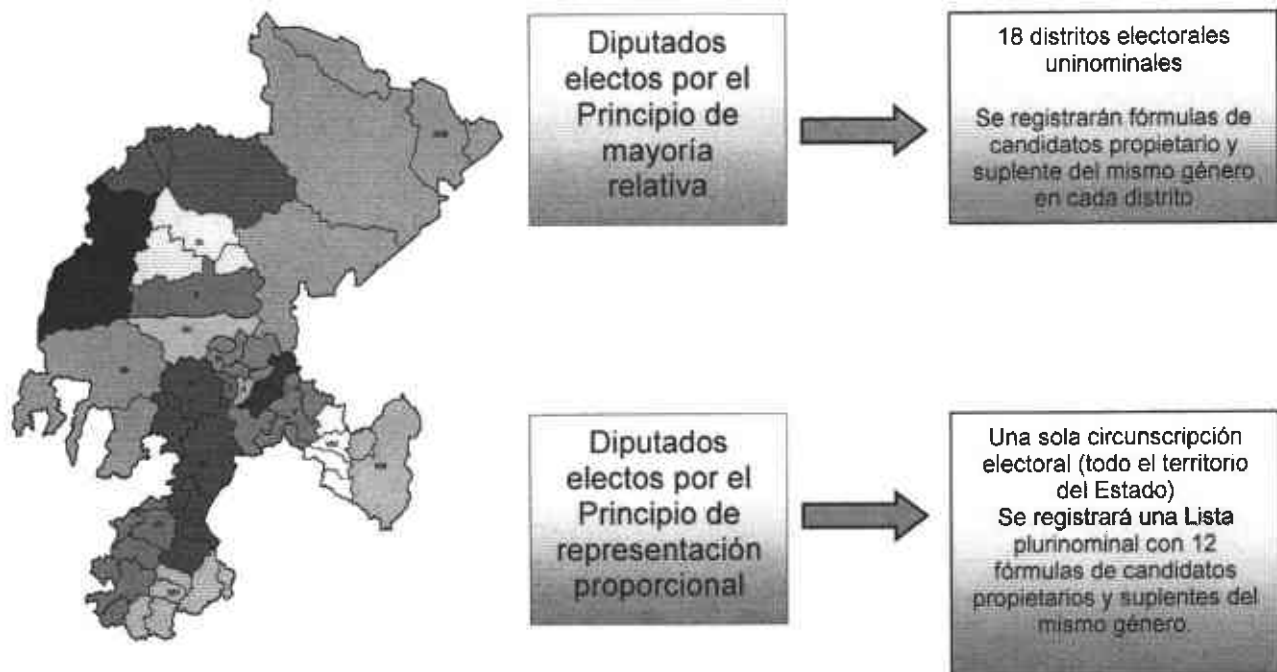 Diputados
electos por el
Principio de
mayoría
relativa
18 distritos electorales
uninominales
Se registrarán fórmulas de
candidatos propietario y
suplente del mismo género
en cada distrito
Diputados
electos por el
Principio de
representación
proporcional
Una sola circunscripción
electoral (todo el territorio
del Estado)
Se registrará una Lista
plurinominal con 12
fórmulas de candidatos
propietarios y suplentes del
mismo género.